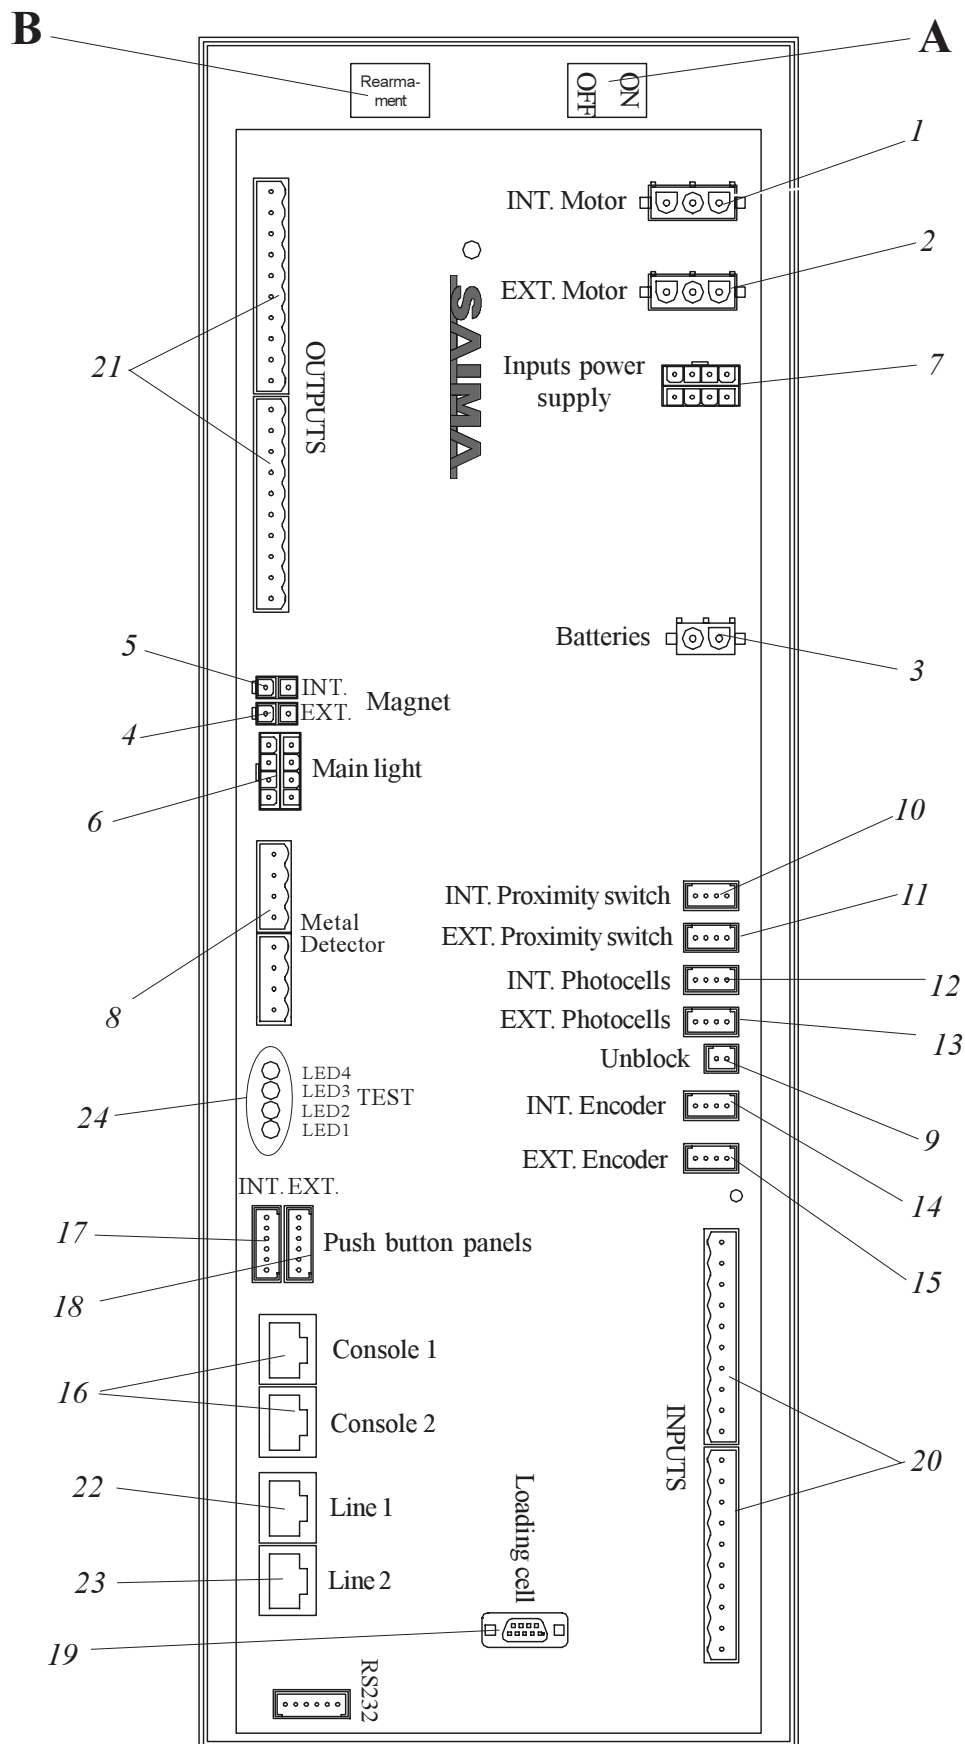 B
A
Rearma-
ment
ON
OFF
1
INT. Motor
2
EXT. Motor
SAIMA
21
OUTPUTS
Inputs power
supply
7
Batteries
3
5
INT.
Magnet
4
EXT.
Main light
6
10
INT. Proximity switch
11
EXT. Proximity switch
Metal
Detector
8
INT. Photocells
12
EXT. Photocells
13
Unblock
9
LED4
LED3
TEST
LED2
LED1
24
INT. Encoder
14
EXT. Encoder
15
INT. EXT.
17
Push button panels
18
Console 1
16
Console 2
INPUTS
20
22
Line 1
Loading cell
23
Line 2
19
RS232